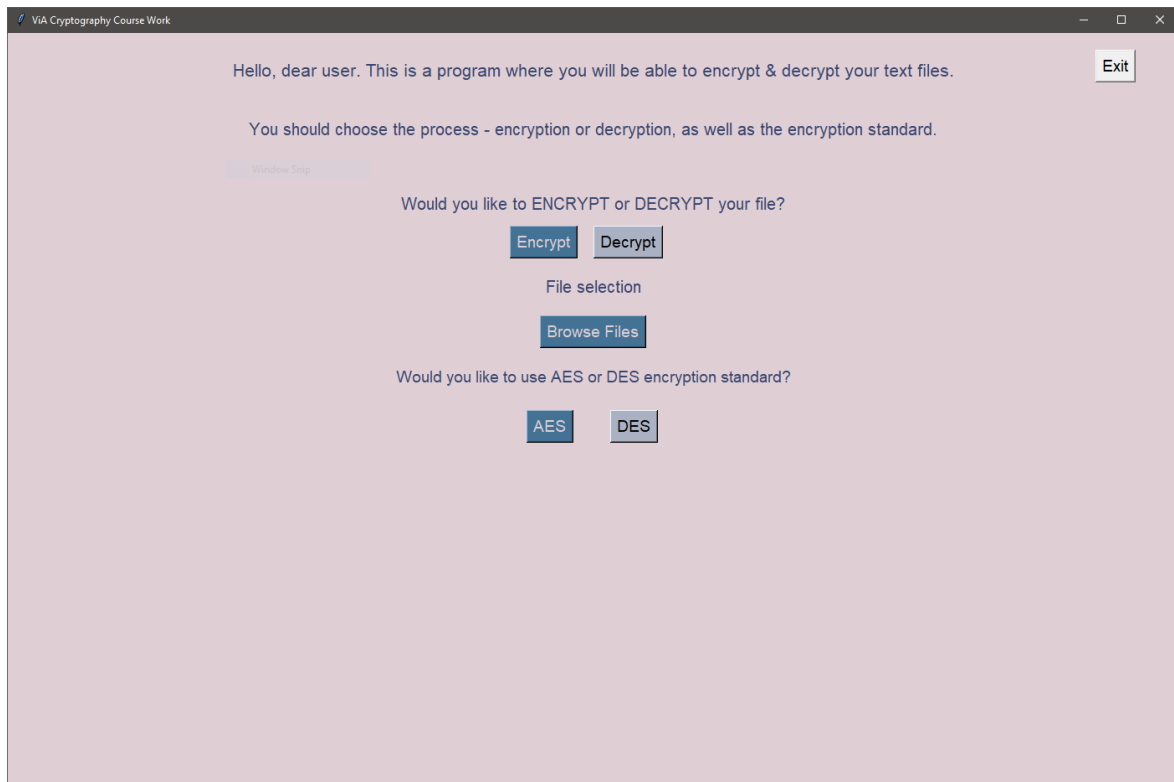 ViA Cryptography Course Work
Exit
Hello, dear user. This is a program where you will be able to encrypt & decrypt your text files.
You should choose the process - encryption or decryption, as well as the encryption standard.
Window Snip
Would you like to ENCRYPT or DECRYPT your file?
Encrypt Decrypt
File selection
Browse Files
Would you like to use AES or DES encryption standard?
AES DES